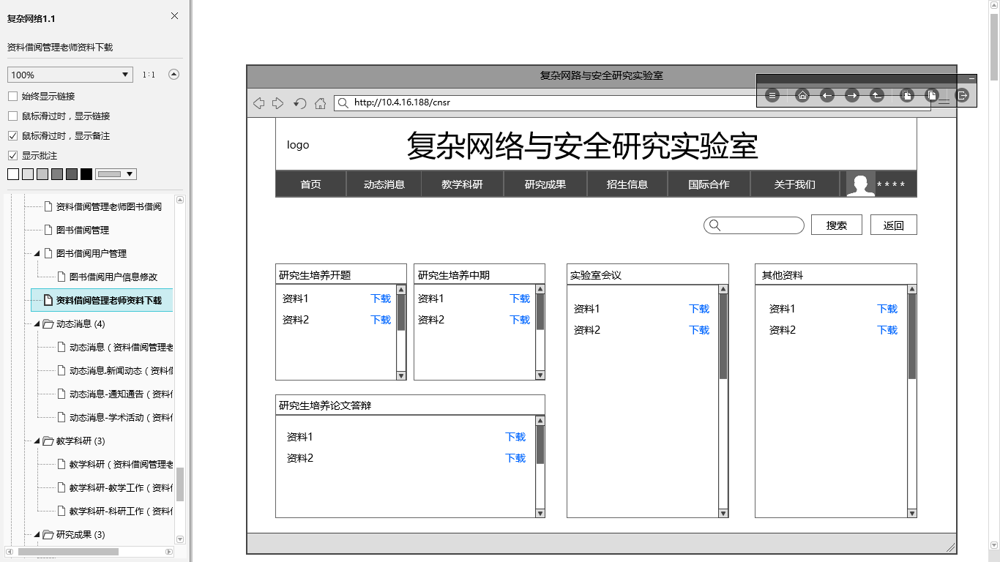 复杂网络1.1
资料借阅管理老师资料下载
100%
1:1
始终显示链接
鼠标滑过时，显示链接
鼠标滑过时，显示备注
显示批注
资料借阅管理老师图书借阅
图书借阅管理
图书借阅用户管理
图书借阅用户信息修改
资料借阅管理老师资料下载
动态消息 (4)
动态消息（资料借阅管理老
动态消息.新闻动态（资料借
动态消息-通知通告（资料
动态消息-学术活动（资料
教学科研 (3)
教学科研（资料借阅管理老
教学科研-教学工作（资料
教学科研-科研工作（资料
研究成果 (3)
复杂网路与安全研究实验室
http://10.4.16.188/cnsr
logo
复杂网络与安全研究实验室
首页 动态消息 教学科研 研究成果 招生信息 国际合作 关于我们 ****
搜索 返回
研究生培养开题
资料1 下载
资料2 下载
研究生培养中期
资料1 下载
资料2 下载
实验室会议
资料1 下载
资料2 下载
其他资料
资料1 下载
资料2 下载
研究生培养论文答辩
资料1 下载
资料2 下载